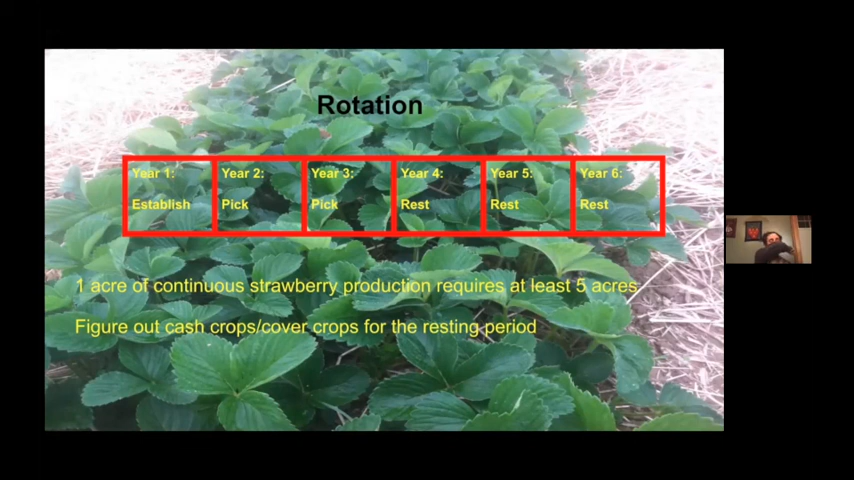 Rotation
Year 1: Year 2: Year 3: Year 4: Year 5: Year 6:
Establish Pick Pick Rest Rest Rest
1 acre of continuous strawberry production requires at least 5 acres
Figure out cash crops/cover crops for the resting period